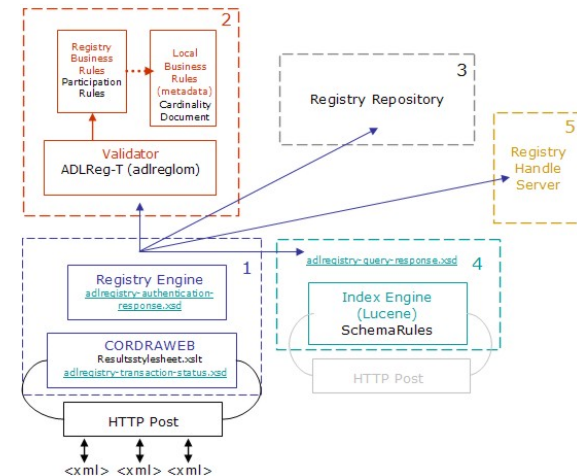 2
Registry
Business
Rules
Participation
Rules
Local
Business
Rules
(metadata)
Cardinality
Document
Validator
ADLReg-T (adlreglom)
3
Registry Repository
5
Registry
Handle
Server
1
Registry Engine
adlregistry-authentication-
response.xsd
CORDRAWEB
Resultsstylesheet.xslt
adlregistry-transaction-status.xsd
HTTP Post
<xml> <xml> <xml>
adlregistry-query-response.xsd
4
Index Engine
(Lucene)
SchemaRules
HTTP Post